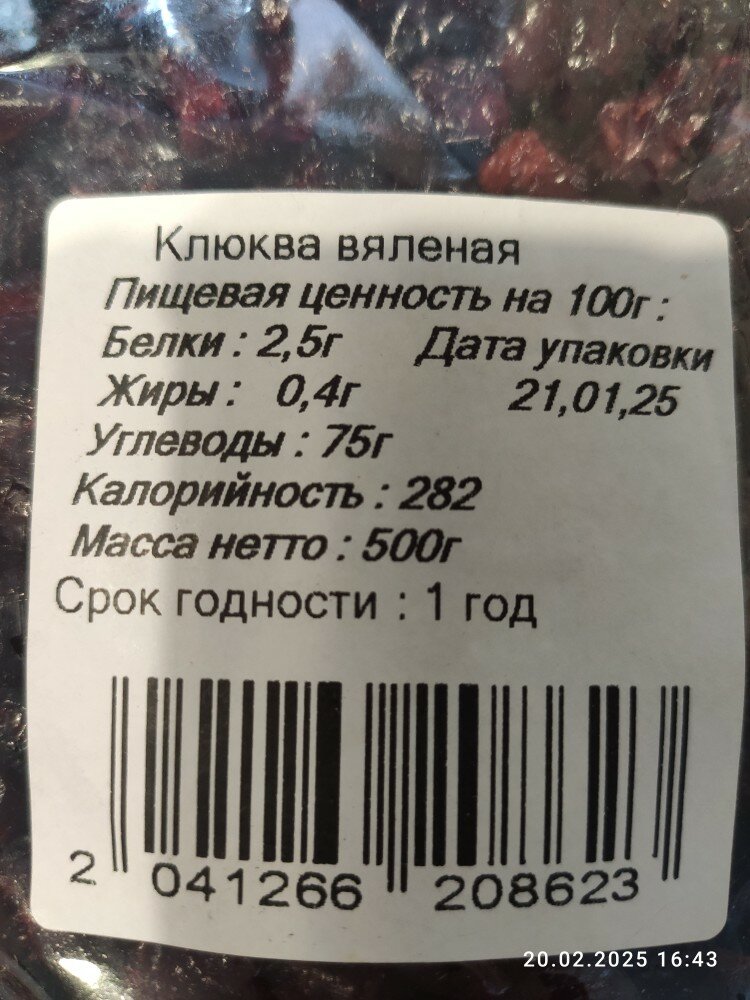 Клюква вяленая
Пищевая ценность на 100г :
Белки : 2,5г Дата упаковки
Жиры : 0,4г 21,01,25
Углеводы : 75г
Калорийность : 282
Масса нетто : 500г
Срок годности : 1 год
2 041266 208623
20.02.2025 16:43